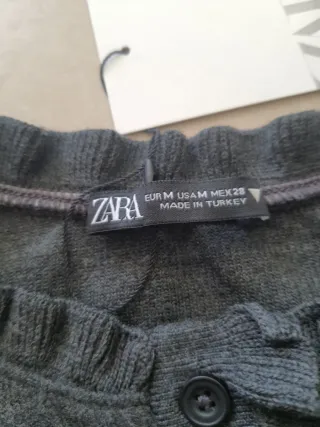 ZARA
EUR M USA M MEX 28
MADE IN TURKEY